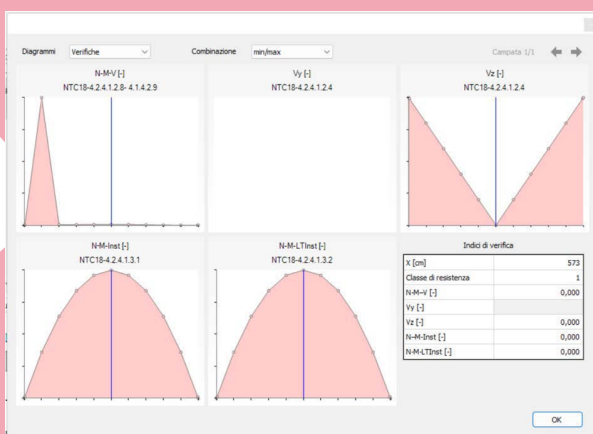 Diagrammi Verifiche Combinazione min/max Campata 1/1
N-M-V [-]
NTC18-4.2.4.1.2.8- 4.1.4.2.9
Vy [-]
NTC18-4.2.4.1.2.4
Vz [-]
NTC18-4.2.4.1.2.4
N-M-Inst [-]
NTC18-4.2.4.1.3.1
N-M-LTInst [-]
NTC18-4.2.4.1.3.2
Indici di verifica
X [cm] 573
Classe di resistenza 1
N-M-V [-] 0,000
Vy [-]
Vz [-] 0,000
N-M-Inst [-] 0,000
N-M-LTInst [-] 0,000
OK